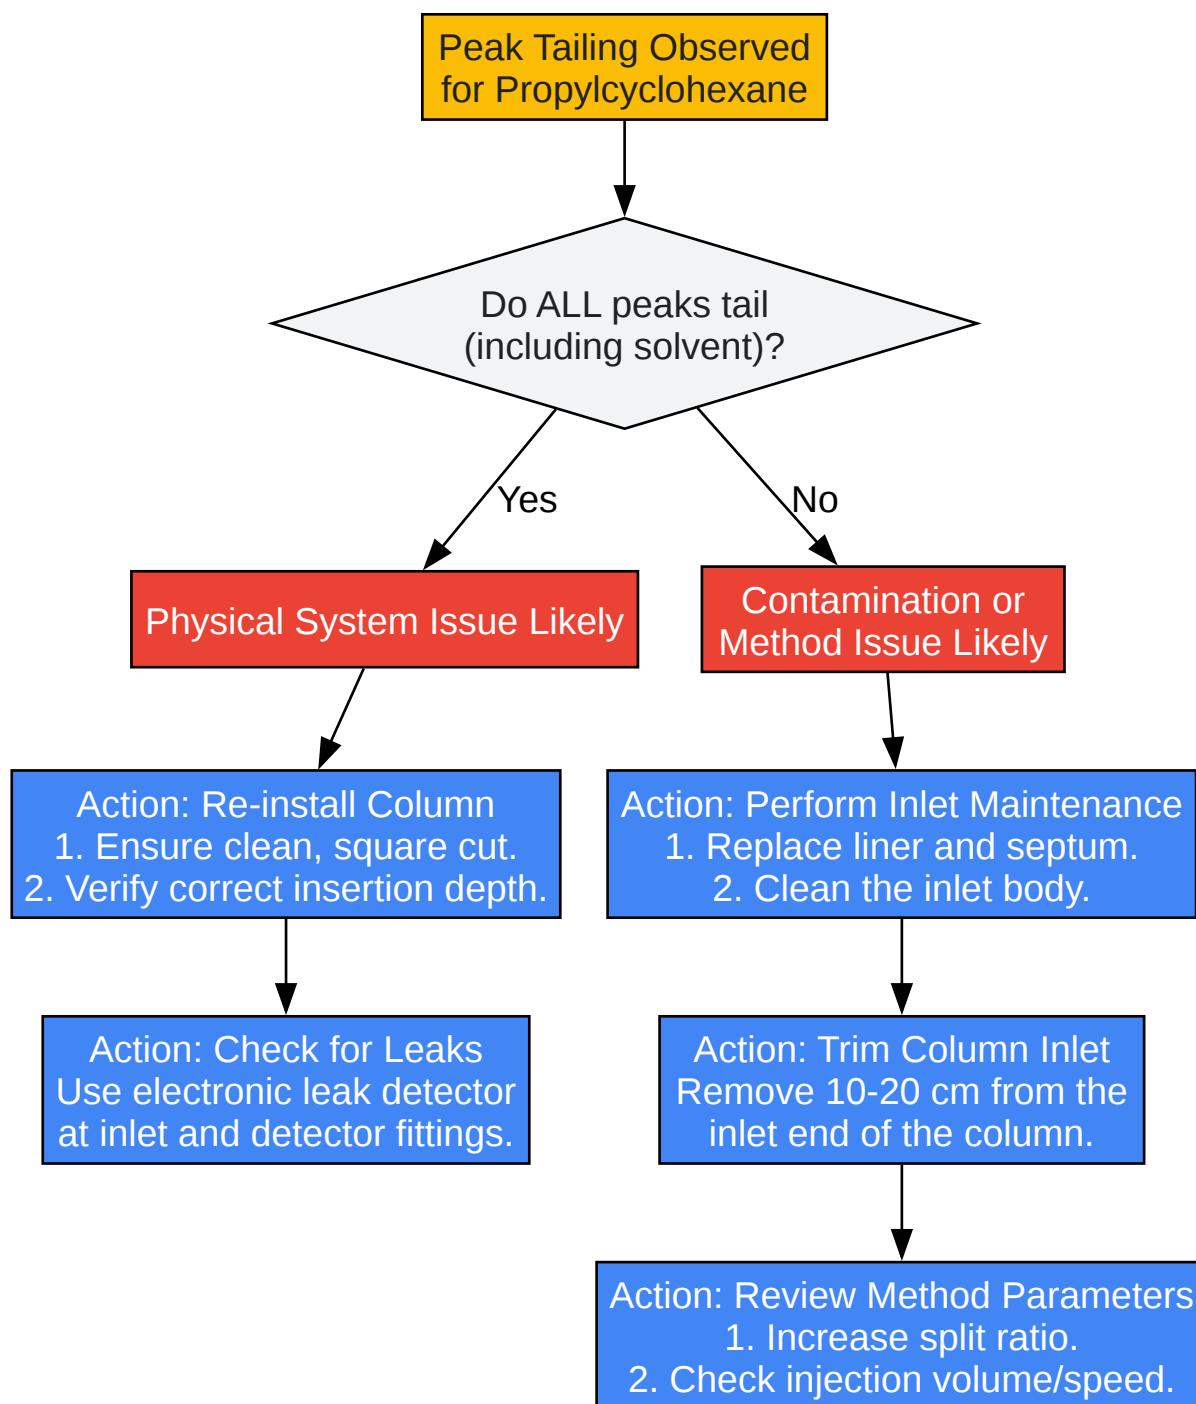 Peak Tailing Observed
for Propylcyclohexane
Do ALL peaks tail
(including solvent)?
Yes
No
Physical System Issue Likely
Contamination or
Method Issue Likely
Action: Re-install Column
1. Ensure clean, square cut.
2. Verify correct insertion depth.
Action: Perform Inlet Maintenance
1. Replace liner and septum.
2. Clean the inlet body.
Action: Check for Leaks
Use electronic leak detector
at inlet and detector fittings.
Action: Trim Column Inlet
Remove 10-20 cm from the
inlet end of the column.
Action: Review Method Parameters
1. Increase split ratio.
2. Check injection volume/speed.